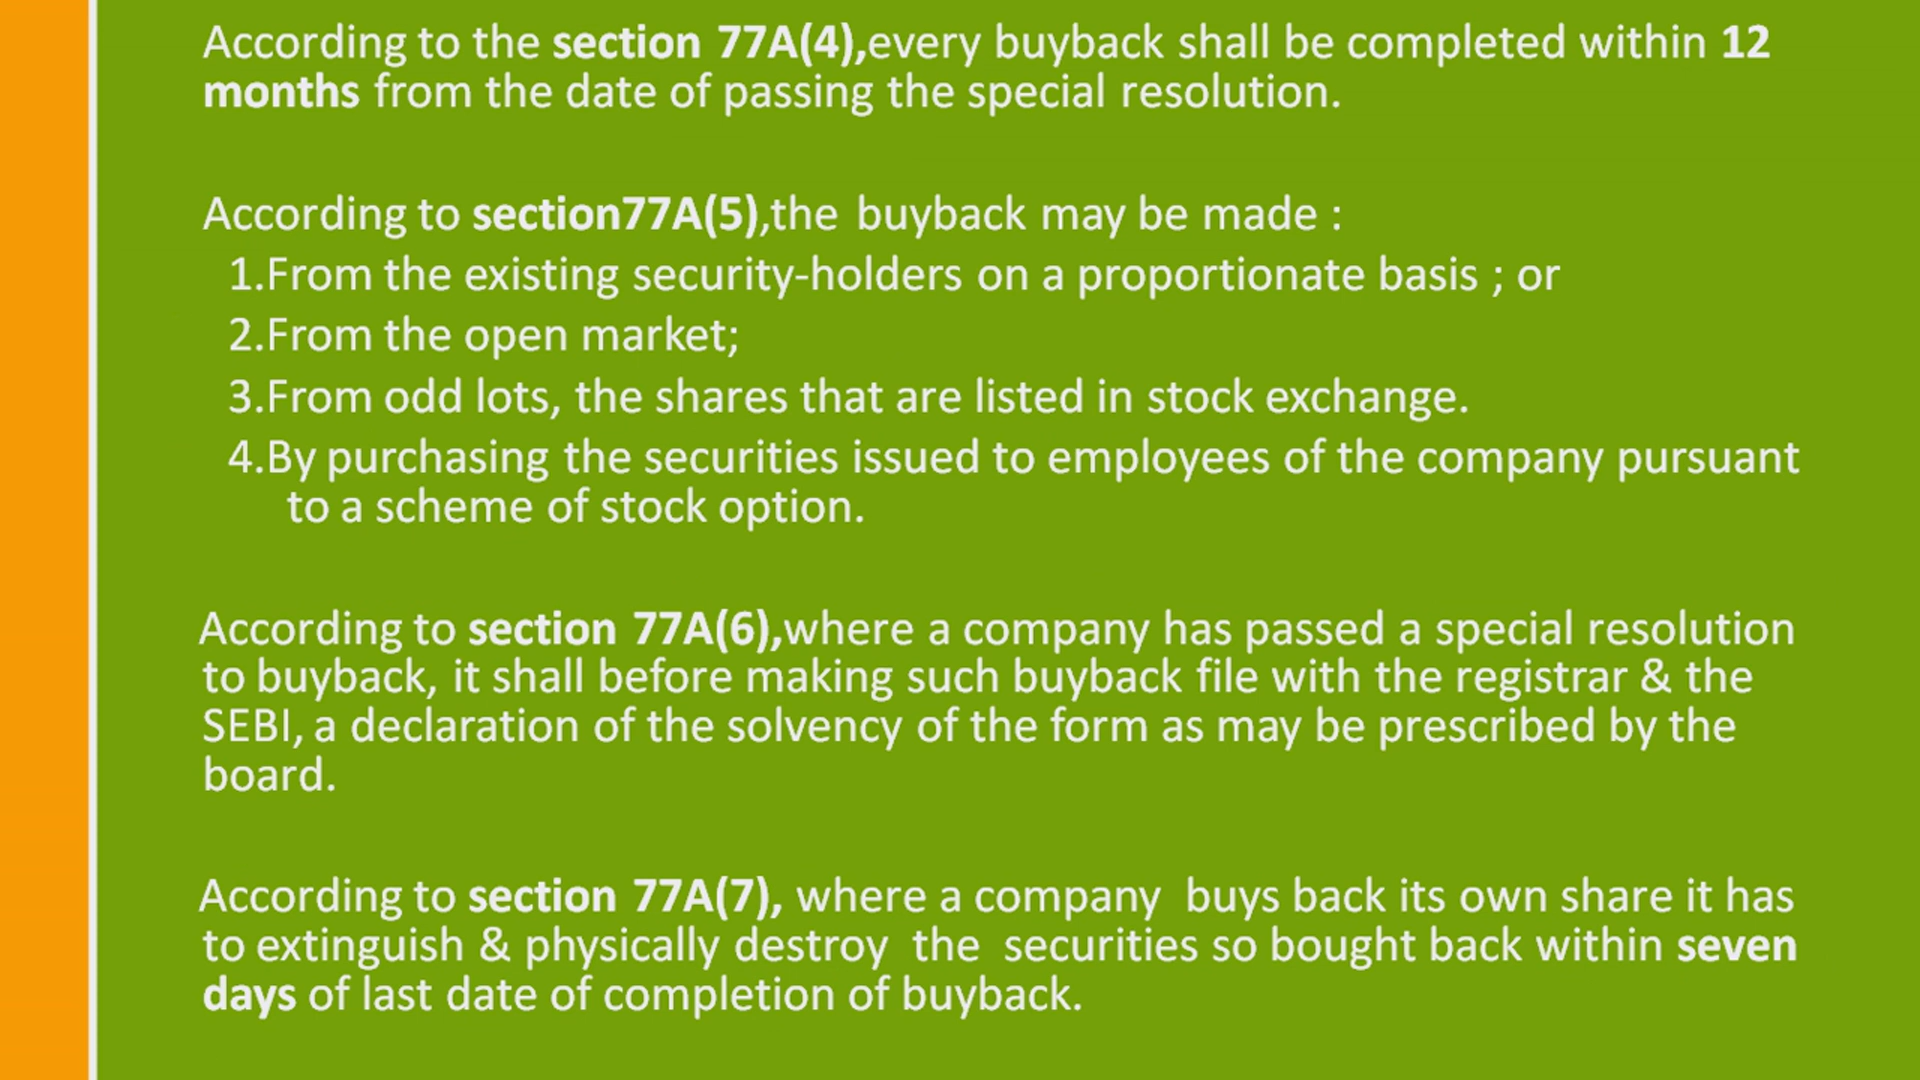 According to the section 77A(4),every buyback shall be completed within 12
months from the date of passing the special resolution.
According to section77A(5),the buyback may be made :
1.From the existing security-holders on a proportionate basis ; or
2.From the open market;
3.From odd lots, the shares that are listed in stock exchange.
4.By purchasing the securities issued to employees of the company pursuant
to a scheme of stock option.
According to section 77A(6),where a company has passed a special resolution
to buyback, it shall before making such buyback file with the registrar & the
SEBI, a declaration of the solvency of the form as may be prescribed by the
board.
According to section 77A(7), where a company buys back its own share it has
to extinguish & physically destroy the securities so bought back within seven
days of last date of completion of buyback.